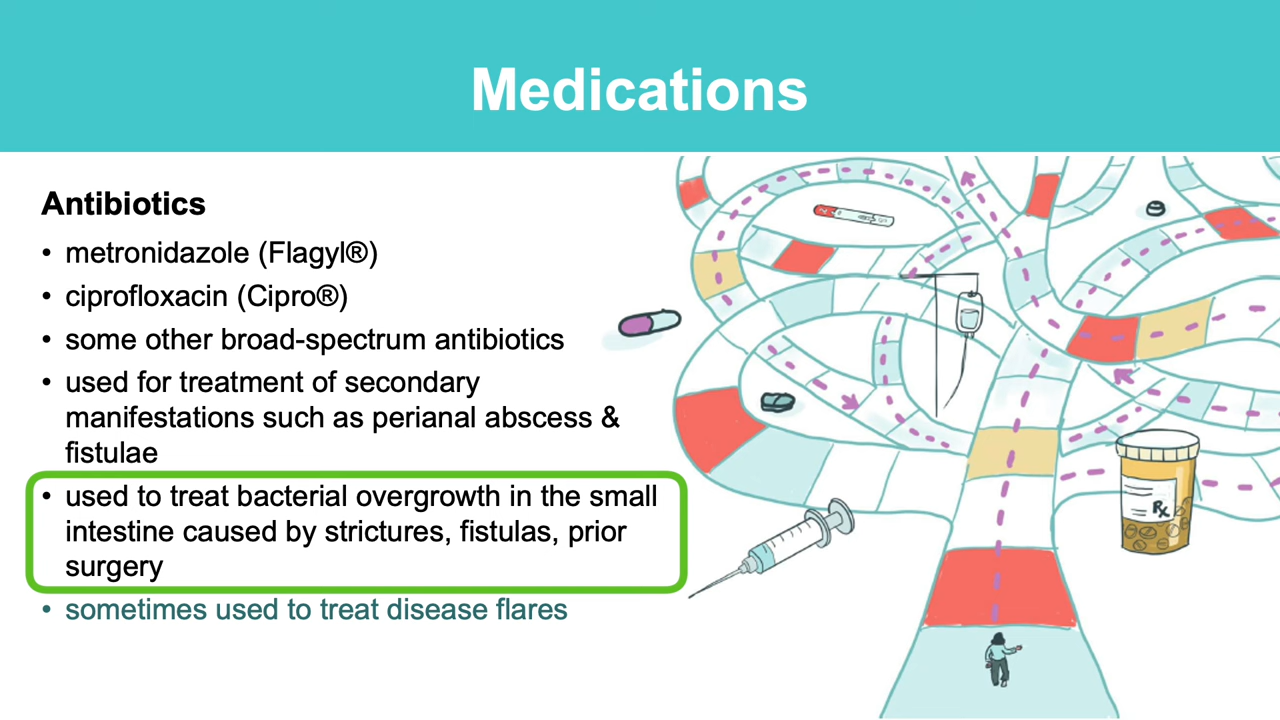 Medications
Antibiotics
• metronidazole (Flagyl®)
• ciprofloxacin (Cipro®)
• some other broad-spectrum antibiotics
• used for treatment of secondary
manifestations such as perianal abscess &
fistulae
• used to treat bacterial overgrowth in the small
intestine caused by strictures, fistulas, prior
surgery
• sometimes used to treat disease flares
Rx